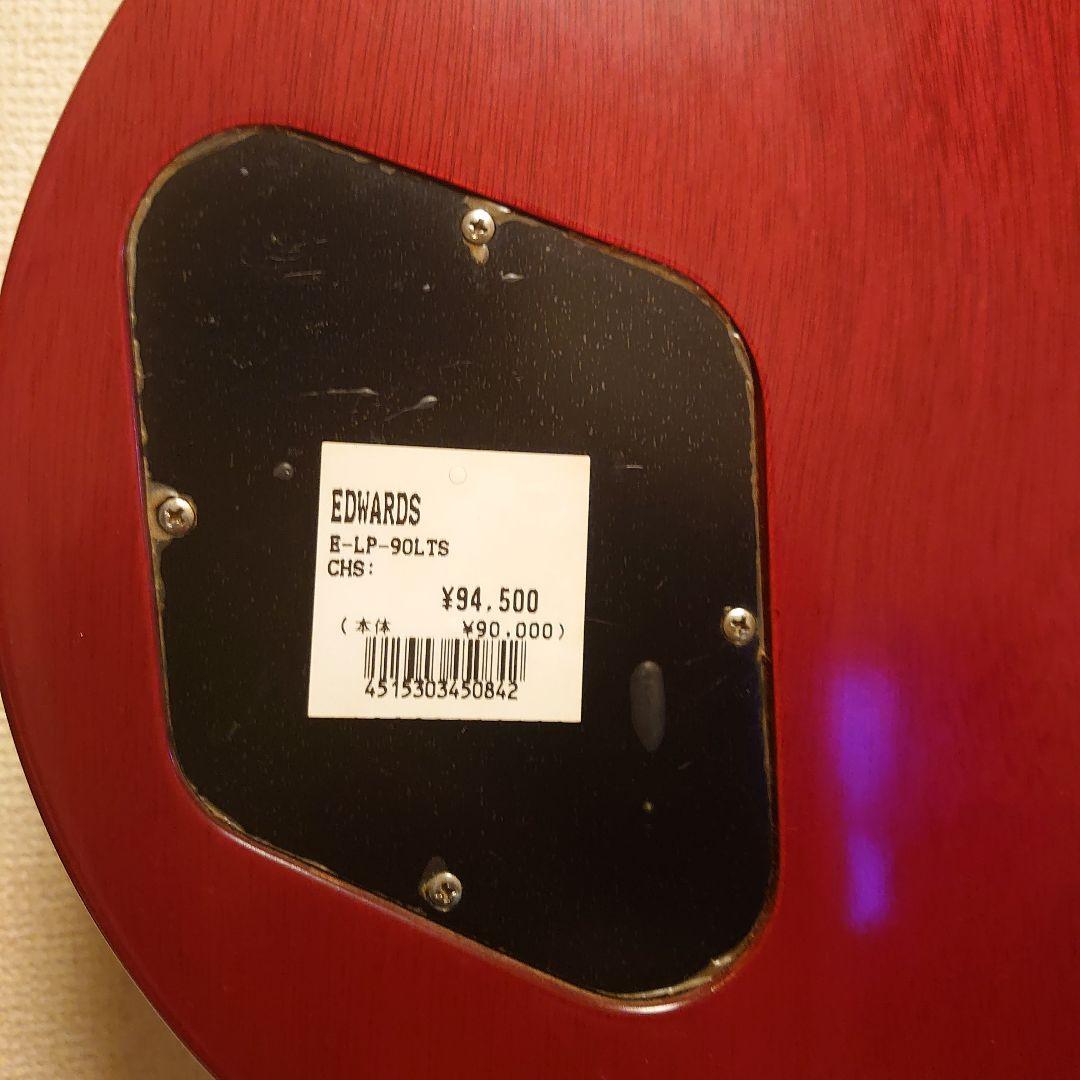 EDWARDS
E-LP-90LTS
CHS:
¥94.500
(本体 ¥90.000)
4515303450842